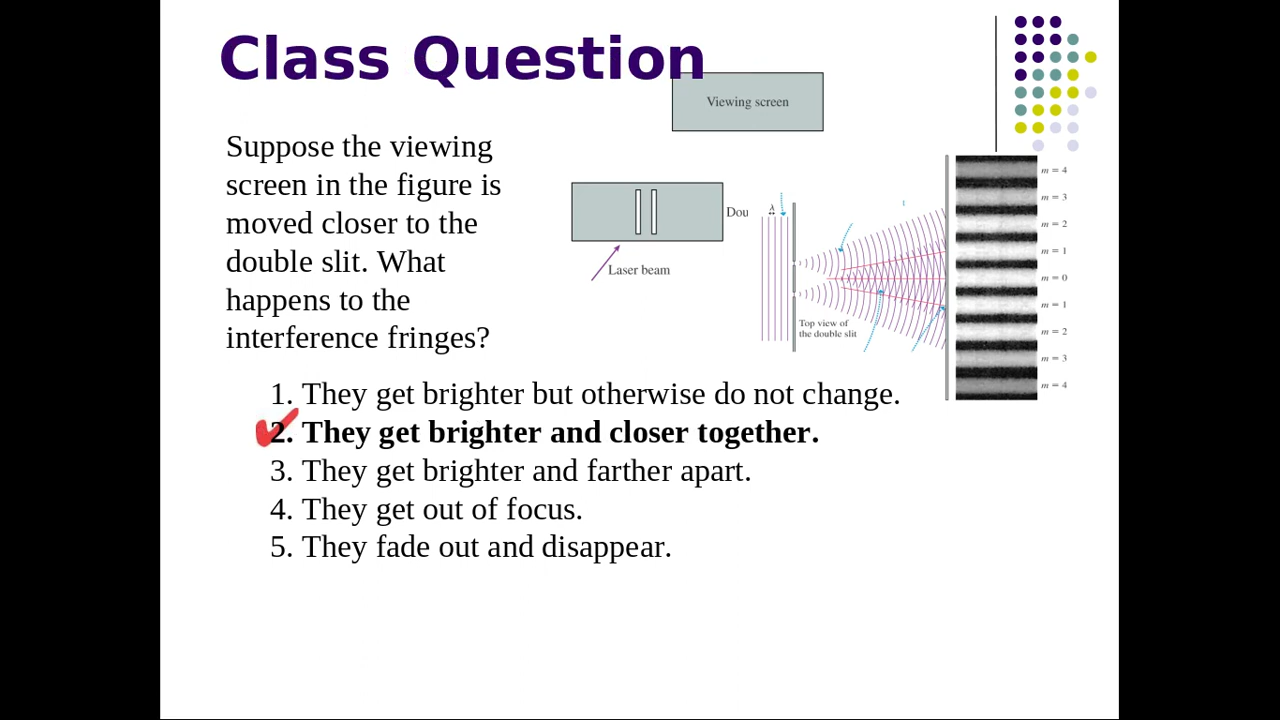 Class Question
Viewing screen
Suppose the viewing
screen in the figure is
moved closer to the
double slit. What
happens to the
interference fringes?
Dou
Laser beam
λ
Top view of
the double slit
m = 4
m = 3
m = 2
m = 1
m = 0
m = 1
m = 2
m = 3
m = 4
1. They get brighter but otherwise do not change.
2. They get brighter and closer together.
3. They get brighter and farther apart.
4. They get out of focus.
5. They fade out and disappear.